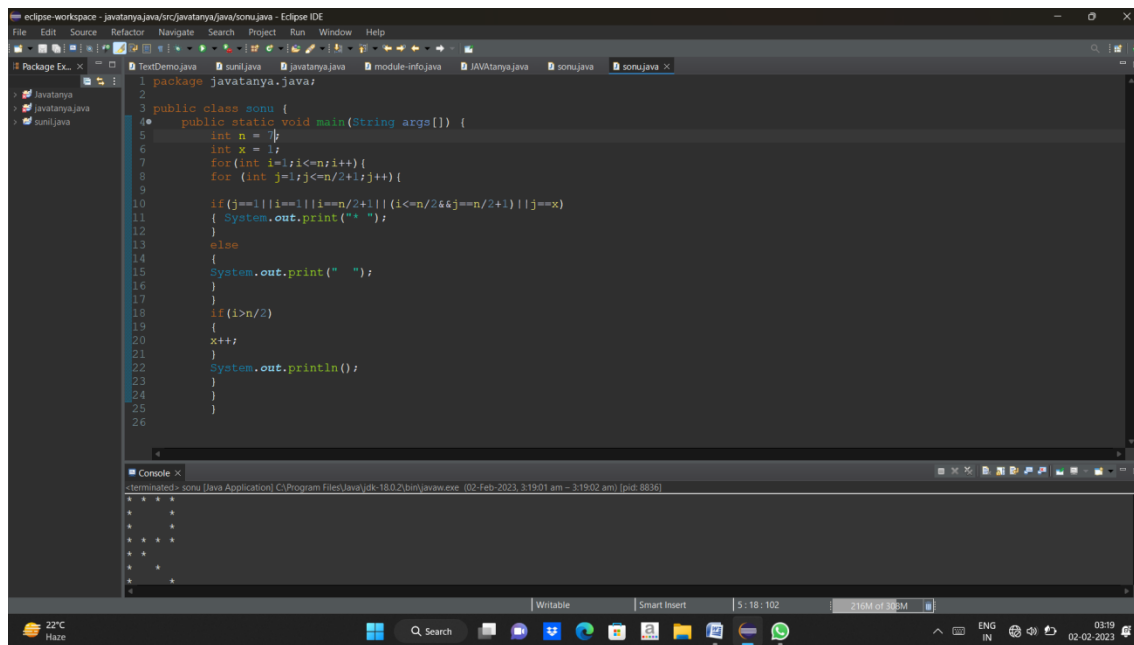 eclipse-workspace - javatanya.java/src/javatanya/java/sonu.java - Eclipse IDE
File Edit Source Refactor Navigate Search Project Run Window Help
Package Ex... TextDemo.java sunil.java javatanya.java module-info.java JAVAtanya.java sonu.java sonu.java
Javatanya
javatanya.java
sunil.java
1 package javatanya.java;
2
3 public class sonu {
4 public static void main(String args[]) {
5 int n = 7;
6 int x = 1;
7 for(int i=1;i<=n;i++){
8 for (int j=1;j<=n/2+1;j++){
9
10 if(j==1||i==1||i==n/2+1||(i<=n/2&&j==n/2+1)||j==x)
11 { System.out.print("* ");
12 }
13 else
14 {
15 System.out.print("  ");
16 }
17 }
18 if(i>n/2)
19 {
20 x++;
21 }
22 System.out.println();
23 }
24 }
25 }
26
Console
<terminated> sonu [Java Application] C:\Program Files\Java\jdk-18.0.2\bin\javaw.exe (02-Feb-2023, 3:19:01 am – 3:19:02 am) [pid: 8836]
* * * *
*     *
*     *
* * * *
* *
*   *
*     *
Writable Smart Insert 5 : 18 : 102 216M of 308M
22°C
Haze
Search
ENG
IN
03:19
02-02-2023